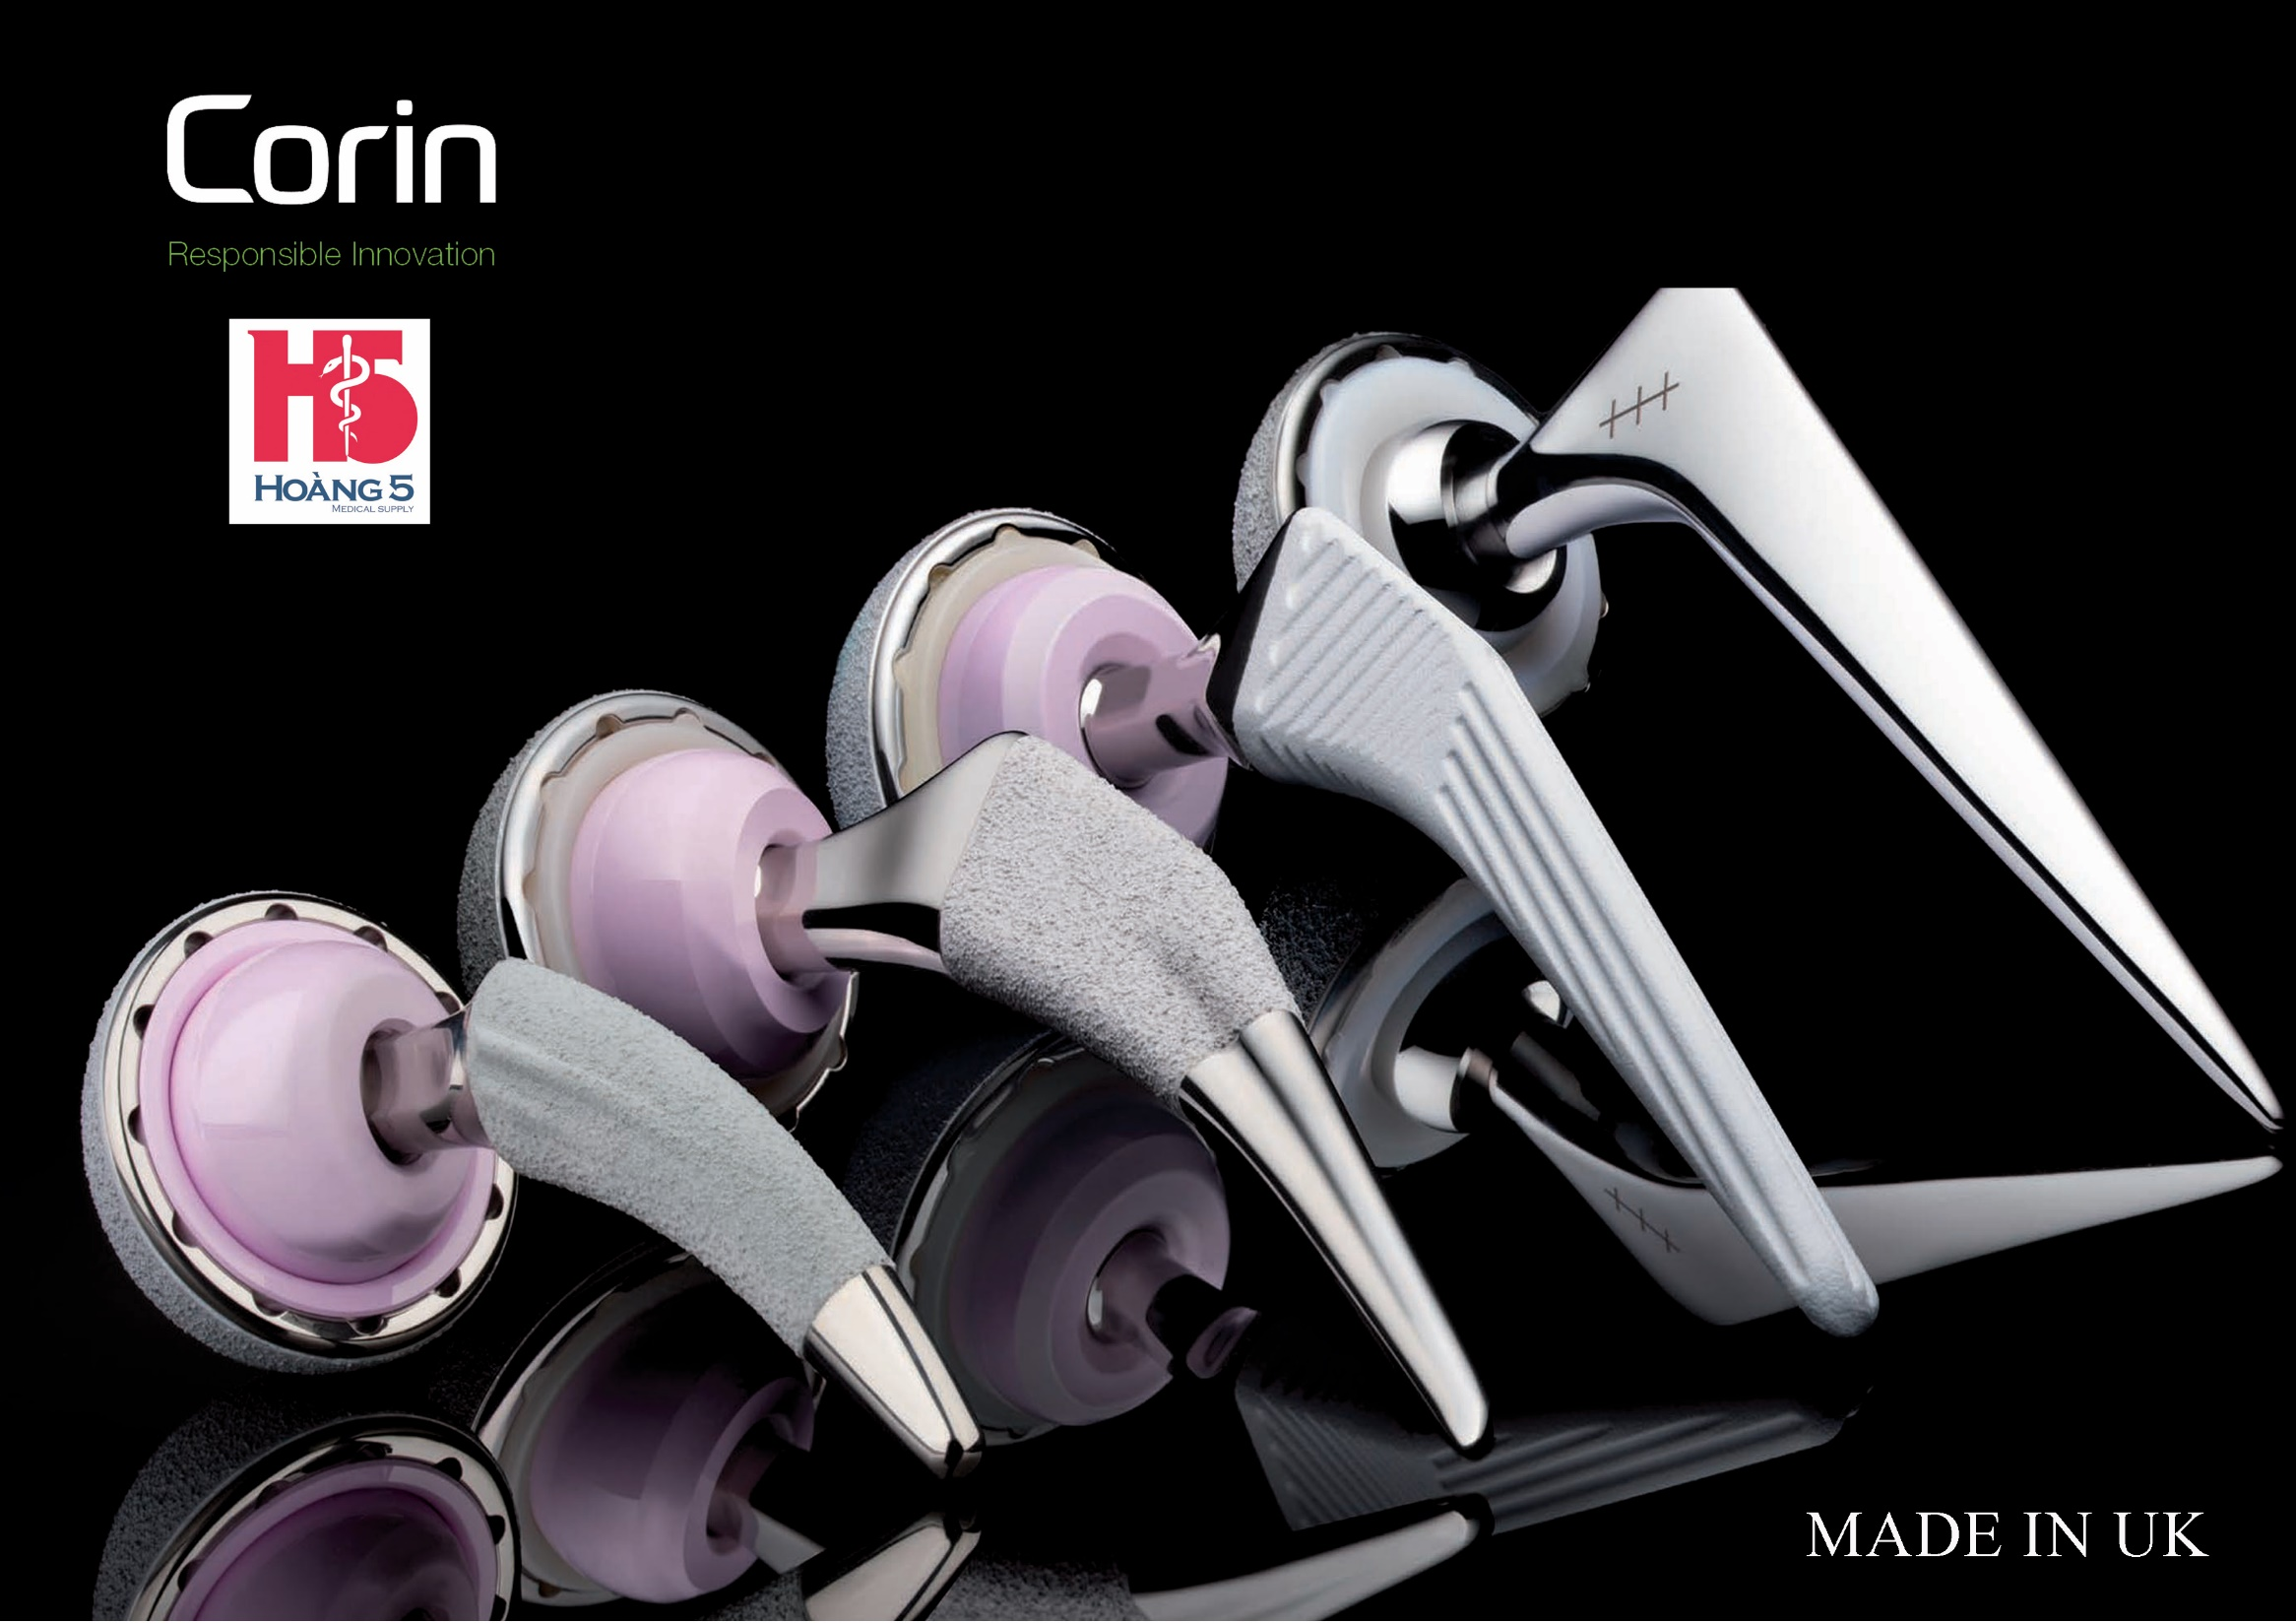 Corin
Responsible Innovation
H5
HOÀNG 5
MEDICAL SUPPLY
MADE IN UK